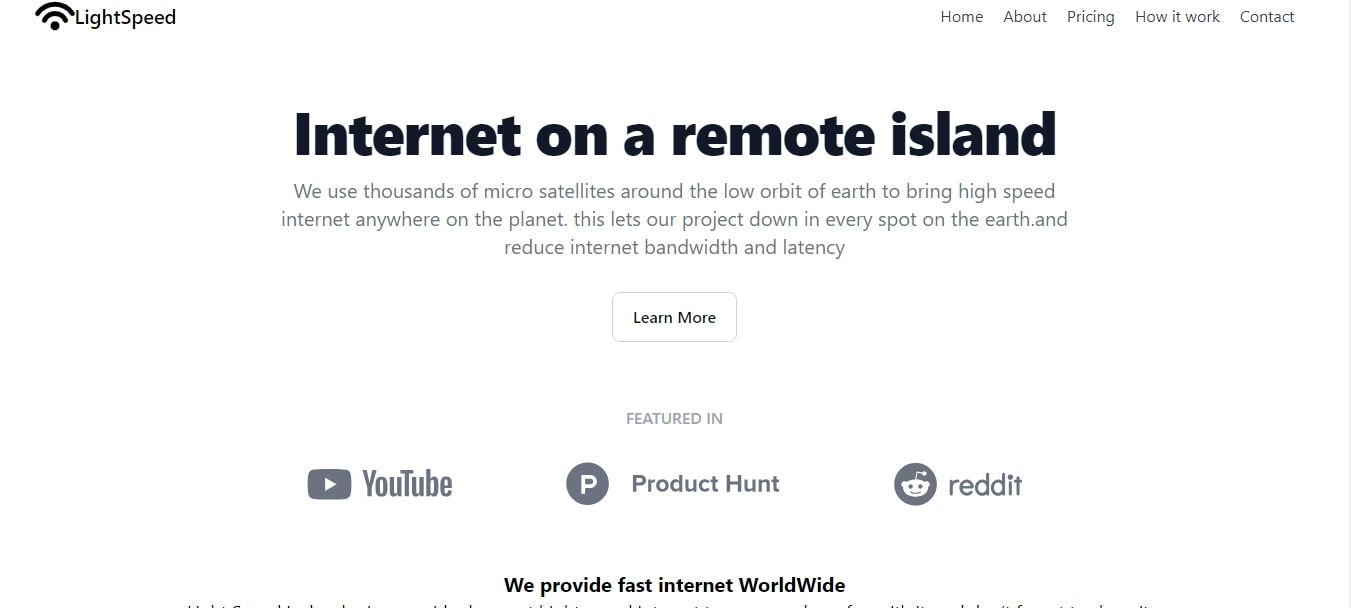 LightSpeed
Home About Pricing How it work Contact
Internet on a remote island
We use thousands of micro satellites around the low orbit of earth to bring high speed
internet anywhere on the planet. this lets our project down in every spot on the earth.and
reduce internet bandwidth and latency
Learn More
FEATURED IN
YouTube Product Hunt reddit
We provide fast internet WorldWide